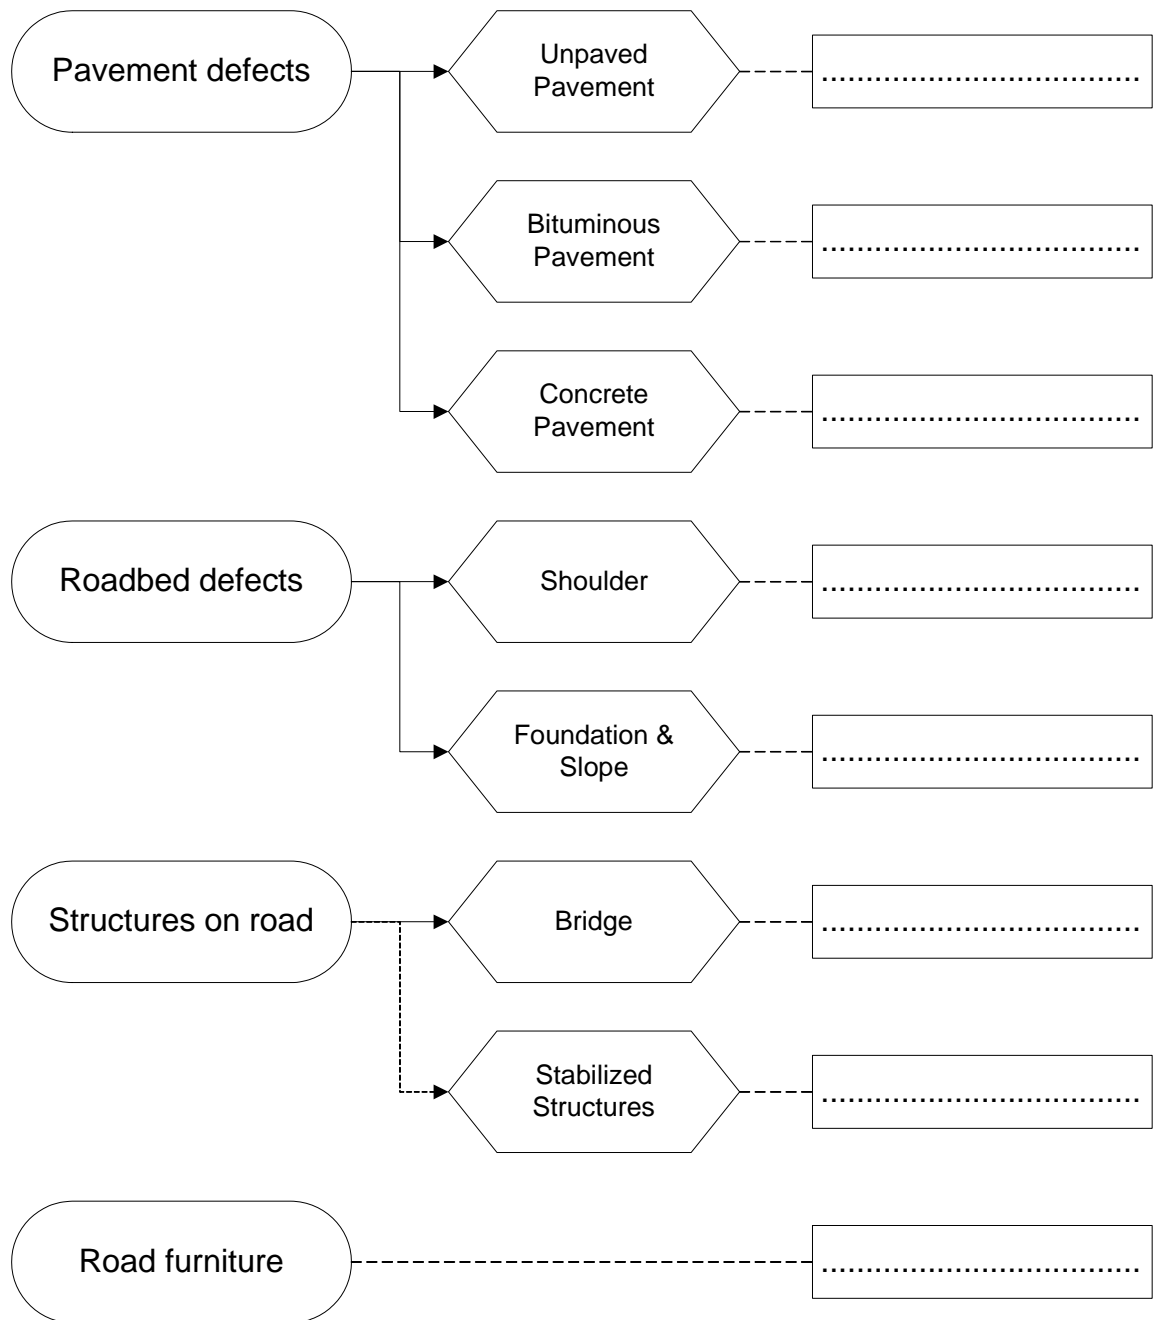 Pavement defects
Unpaved
Pavement
....................................
Bituminous
Pavement
....................................
Concrete
Pavement
....................................
Roadbed defects
Shoulder
....................................
Foundation &
Slope
....................................
Structures on road
Bridge
....................................
Stabilized
Structures
....................................
Road furniture
....................................